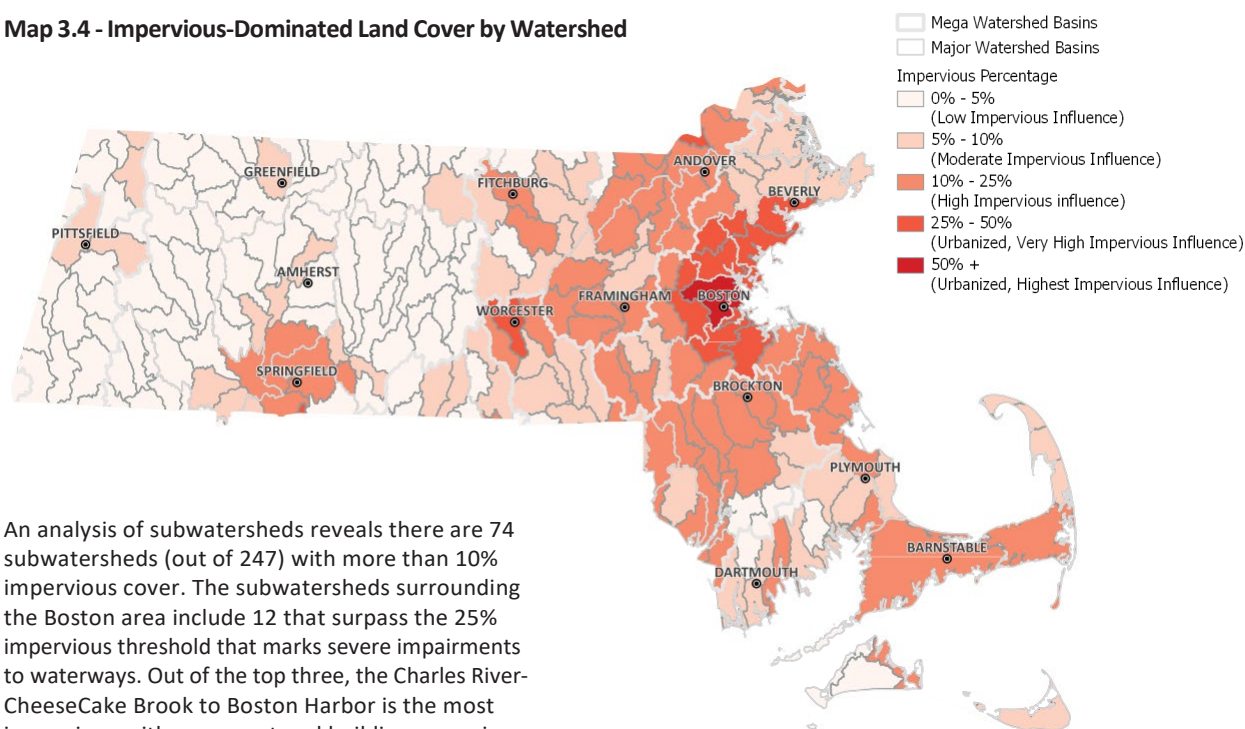 Map 3.4 - Impervious-Dominated Land Cover by Watershed
Mega Watershed Basins
Major Watershed Basins
Impervious Percentage
0% - 5%
(Low Impervious Influence)
5% - 10%
(Moderate Impervious Influence)
10% - 25%
(High Impervious influence)
25% - 50%
(Urbanized, Very High Impervious Influence)
50% +
(Urbanized, Highest Impervious Influence)
ANDOVER
GREENFIELD
FITCHBURG
BEVERLY
PITTSFIELD
AMHERST
FRAMINGHAM
BOSTON
WORCESTER
SPRINGFIELD
BROCKTON
PLYMOUTH
BARNSTABLE
DARTMOUTH
An analysis of subwatersheds reveals there are 74
subwatersheds (out of 247) with more than 10%
impervious cover. The subwatersheds surrounding
the Boston area include 12 that surpass the 25%
impervious threshold that marks severe impairments
to waterways. Out of the top three, the Charles River-
CheeseCake Brook to Boston Harbor is the most